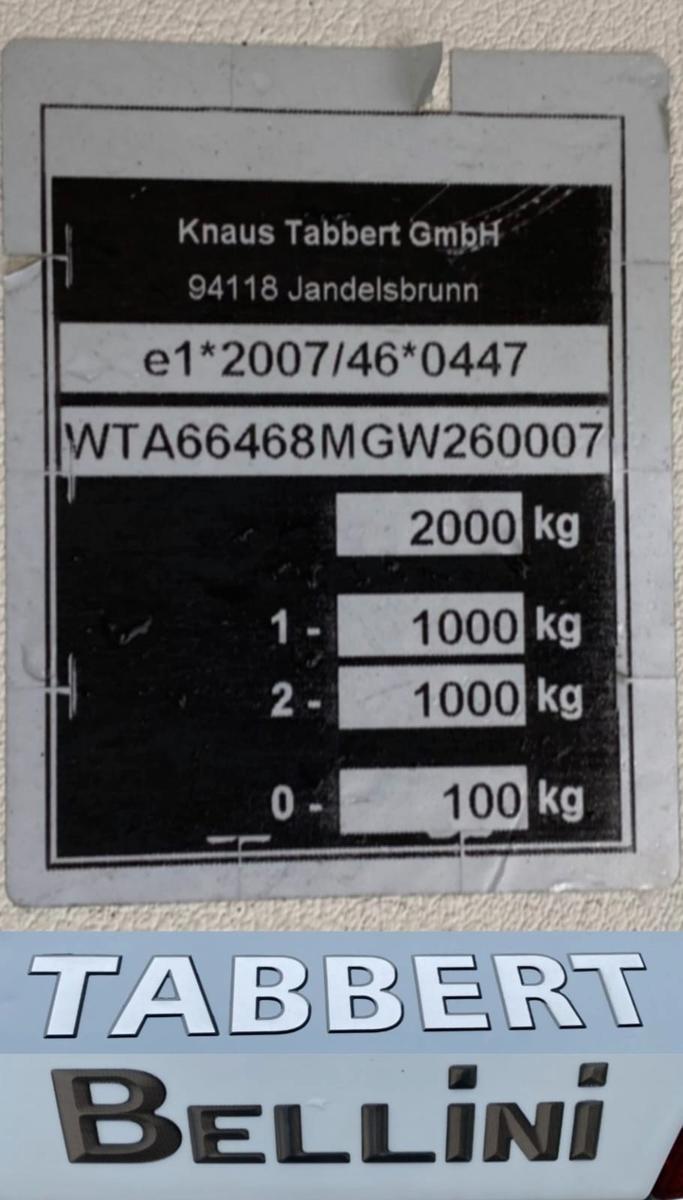 Knaus Tabbert GmbH
94118 Jandelsbrunn
e1*2007/46*0447
WTA66468MGW260007
2000 kg
1- 1000 kg
2- 1000 kg
0- 100 kg
TABBERT
BELLiNi